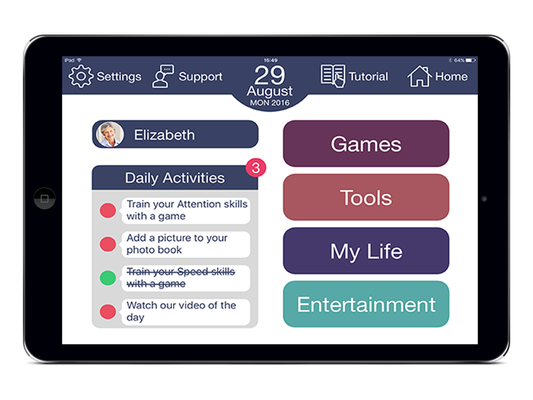 iPad 15:49 64%
Settings Support 29 Tutorial Home
August
MON 2016
Elizabeth
Games
Daily Activities 3
Tools
Train your Attention skills
with a game
Add a picture to your
photo book
My Life
Train your Speed skills
with a game
Entertainment
Watch our video of the
day